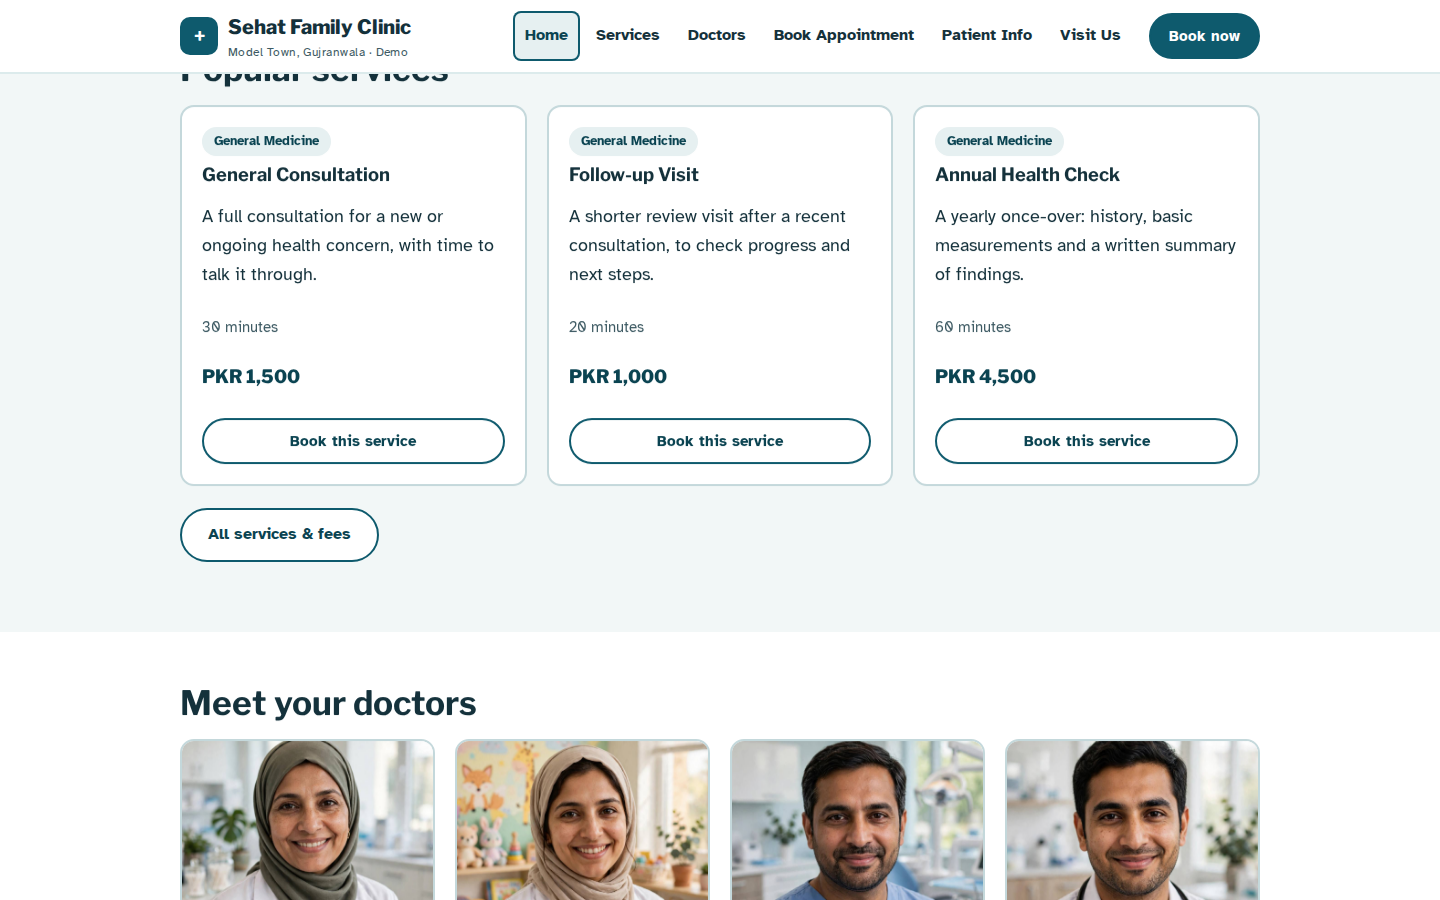 +
Sehat Family Clinic
Model Town, Gujranwala · Demo
Home
Services
Doctors
Book Appointment
Patient Info
Visit Us
Book now
Popular services
General Medicine
General Consultation
A full consultation for a new or
ongoing health concern, with time to
talk it through.
30 minutes
PKR 1,500
Book this service
General Medicine
Follow-up Visit
A shorter review visit after a recent
consultation, to check progress and
next steps.
20 minutes
PKR 1,000
Book this service
General Medicine
Annual Health Check
A yearly once-over: history, basic
measurements and a written summary
of findings.
60 minutes
PKR 4,500
Book this service
All services & fees
Meet your doctors